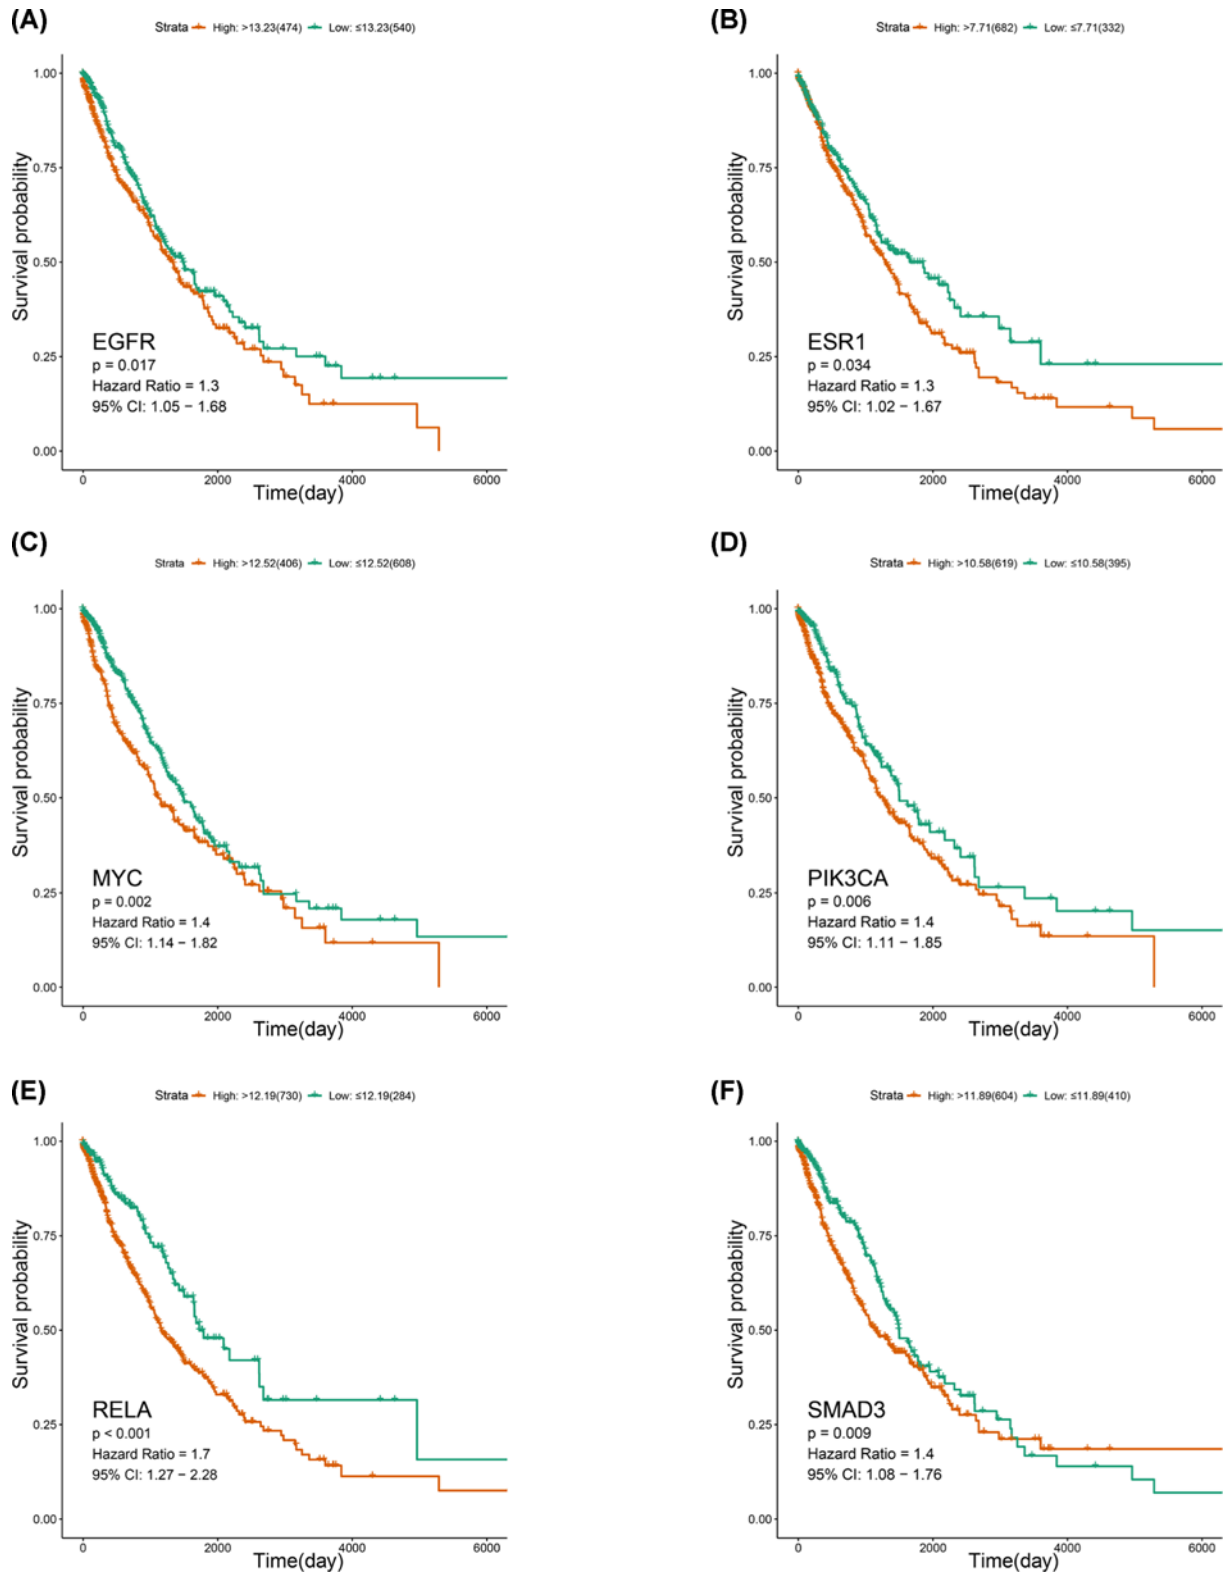 (A)
Strata High: >13.23(474) Low: ≤13.23(540)
Survival probability
1.00
0.75
0.50
0.25
0.00
EGFR
p = 0.017
Hazard Ratio = 1.3
95% CI: 1.05 − 1.68
0 2000 4000 6000
Time(day)
(B)
Strata High: >7.71(682) Low: ≤7.71(332)
Survival probability
1.00
0.75
0.50
0.25
0.00
ESR1
p = 0.034
Hazard Ratio = 1.3
95% CI: 1.02 − 1.67
0 2000 4000 6000
Time(day)
(C)
Strata High: >12.52(406) Low: ≤12.52(608)
Survival probability
1.00
0.75
0.50
0.25
0.00
MYC
p = 0.002
Hazard Ratio = 1.4
95% CI: 1.14 − 1.82
0 2000 4000 6000
Time(day)
(D)
Strata High: >10.58(619) Low: ≤10.58(395)
Survival probability
1.00
0.75
0.50
0.25
0.00
PIK3CA
p = 0.006
Hazard Ratio = 1.4
95% CI: 1.11 − 1.85
0 2000 4000 6000
Time(day)
(E)
Strata High: >12.19(730) Low: ≤12.19(284)
Survival probability
1.00
0.75
0.50
0.25
0.00
RELA
p < 0.001
Hazard Ratio = 1.7
95% CI: 1.27 − 2.28
0 2000 4000 6000
Time(day)
(F)
Strata High: >11.89(604) Low: ≤11.89(410)
Survival probability
1.00
0.75
0.50
0.25
0.00
SMAD3
p = 0.009
Hazard Ratio = 1.4
95% CI: 1.08 − 1.76
0 2000 4000 6000
Time(day)